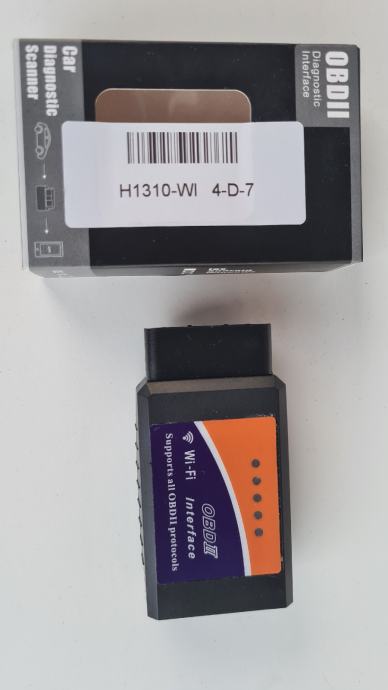 OBDII
Diagnostic
Interface
Car
Diagnostic
Scanner
H1310-WI 4-D-7
OBDII
Wi-Fi Interface
Supports all OBDII protocols